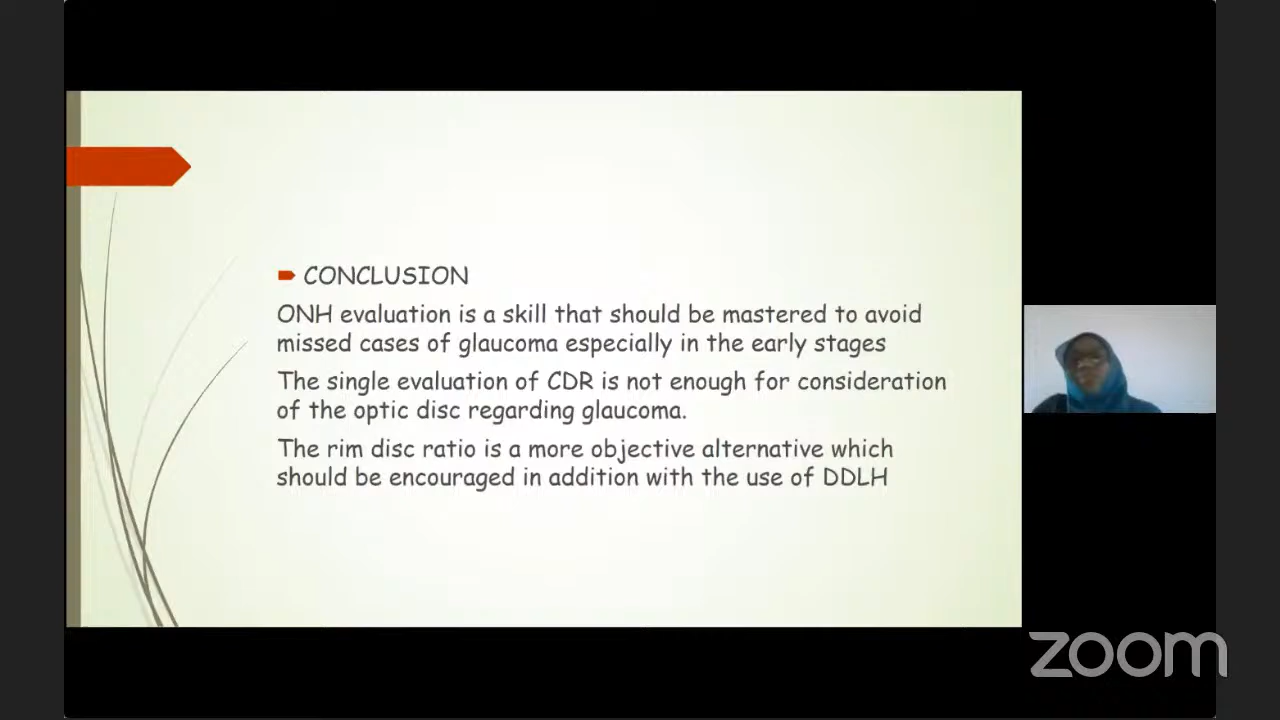 CONCLUSION
ONH evaluation is a skill that should be mastered to avoid
missed cases of glaucoma especially in the early stages
The single evaluation of CDR is not enough for consideration
of the optic disc regarding glaucoma.
The rim disc ratio is a more objective alternative which
should be encouraged in addition with the use of DDLH
zoom